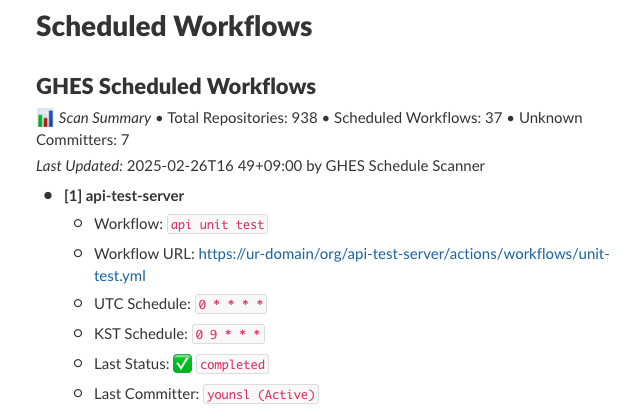 Scheduled Workflows
GHES Scheduled Workflows
📊 Scan Summary • Total Repositories: 938 • Scheduled Workflows: 37 • Unknown
Committers: 7
Last Updated: 2025-02-26T16 49+09:00 by GHES Schedule Scanner
• [1] api-test-server
○ Workflow: api unit test
○ Workflow URL: https://ur-domain/org/api-test-server/actions/workflows/unit-
test.yml
○ UTC Schedule: 0 * * * *
○ KST Schedule: 0 9 * * *
○ Last Status: ✅ completed
○ Last Committer: younsl (Active)